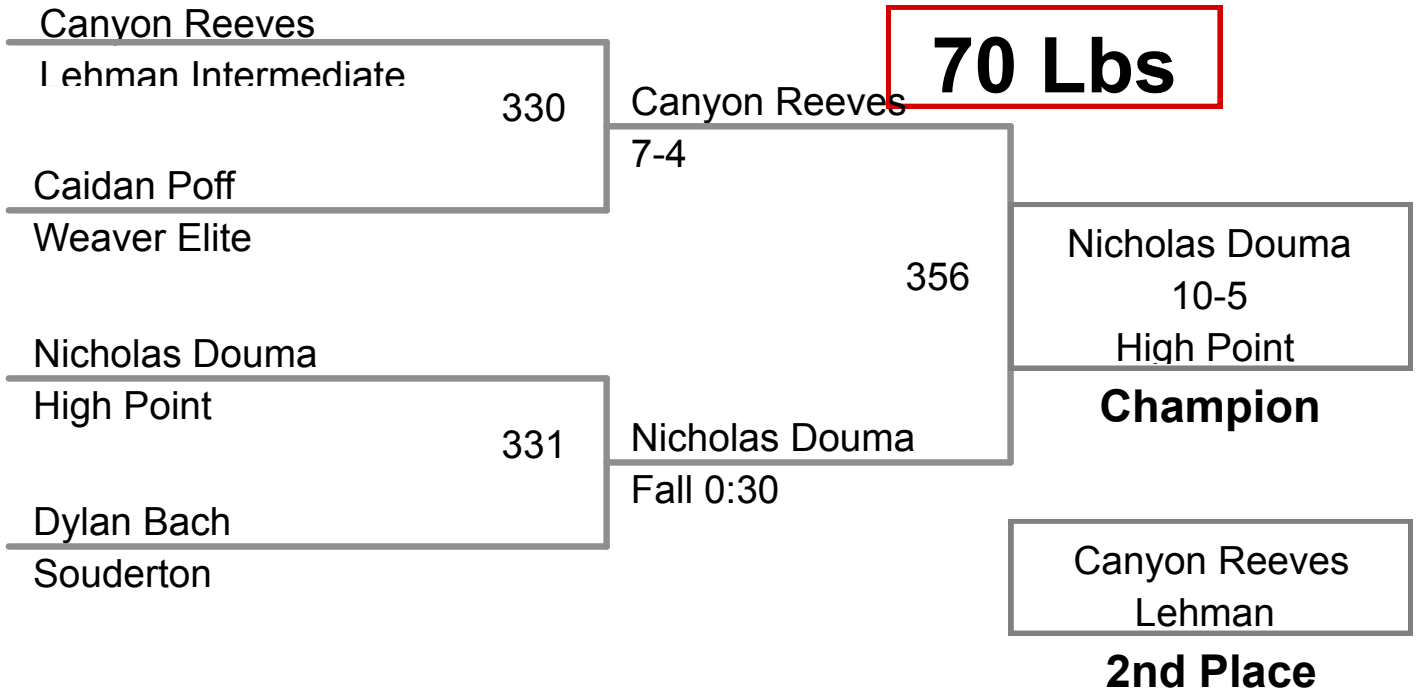 Canyon Reeves
Lehman Intermediate
330
Caidan Poff
Weaver Elite
Nicholas Douma
High Point
331
Dylan Bach
Souderton
Canyon Reeves
7-4
356
Nicholas Douma
Fall 0:30
70 Lbs
Nicholas Douma
10-5
High Point
Champion
Canyon Reeves
Lehman
2nd Place